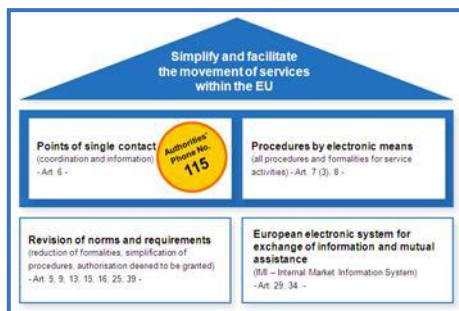 Simplify and facilitate
the movement of services
within the EU
Points of single contact
(coordination and information)
- Art. 6 -
Authorities'
Phone No.
115
Procedures by electronic means
(all procedures and formalities for service
activities) - Art. 7 (3), 8 -
Revision of norms and requirements
(reduction of formalities, simplification of
procedures, authorisation deened to be
granted)
- Art. 5, 9, 13, 15, 16, 25, 39 -
European electronic system for
exchange of information and mutual
assistance
(IMI – Internal Market Information System)
- Art. 29, 34 -